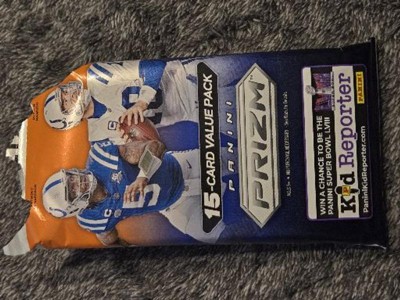 15-CARD VALUE PACK
PANINI
PRIZM
WIN A CHANCE TO BE THE
PANINI SUPER BOWL LVIII
Kid
Reporter
PaniniKidReporter.com
PANINI